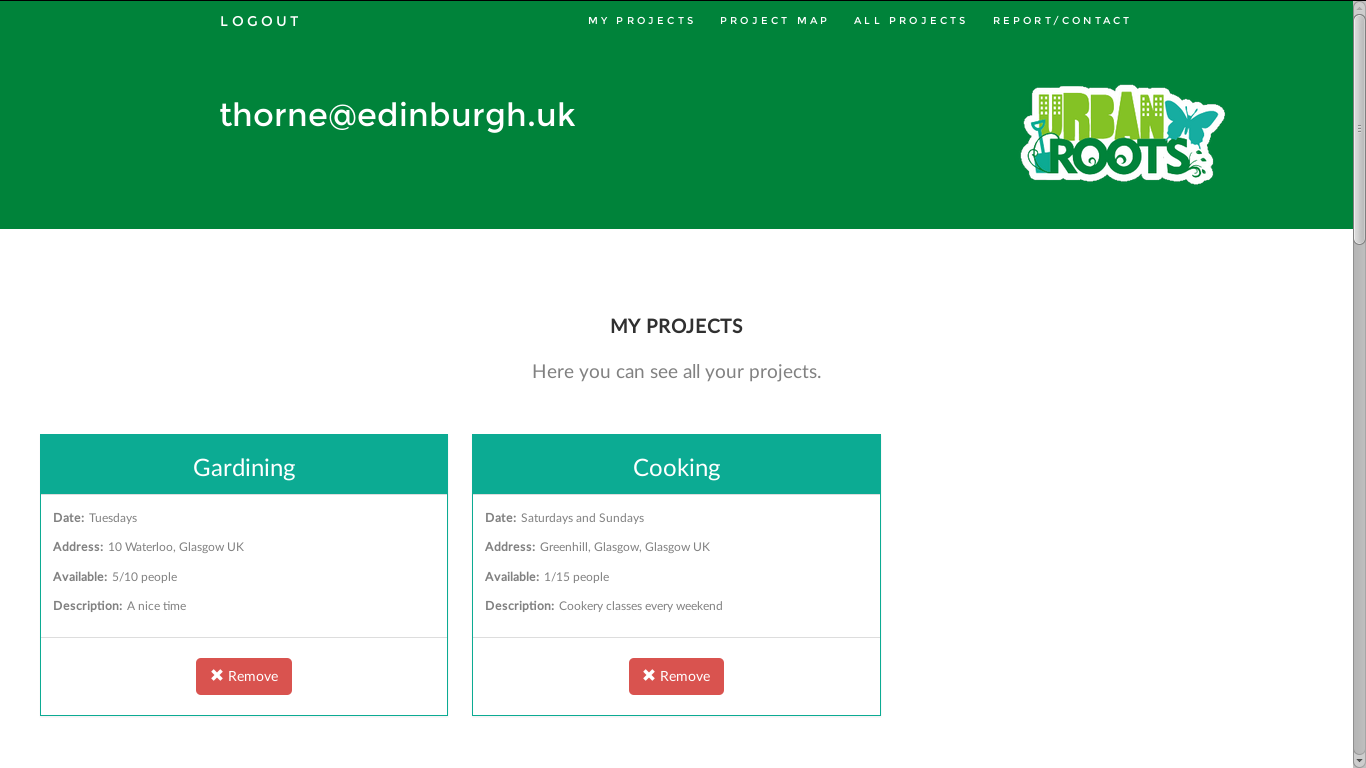 LOGOUT
MY PROJECTS PROJECT MAP ALL PROJECTS REPORT/CONTACT
thorne@edinburgh.uk
URBAN
ROOTS
MY PROJECTS
Here you can see all your projects.
Gardining
Date: Tuesdays
Address: 10 Waterloo, Glasgow UK
Available: 5/10 people
Description: A nice time
Remove
Cooking
Date: Saturdays and Sundays
Address: Greenhill, Glasgow, Glasgow UK
Available: 1/15 people
Description: Cookery classes every weekend
Remove